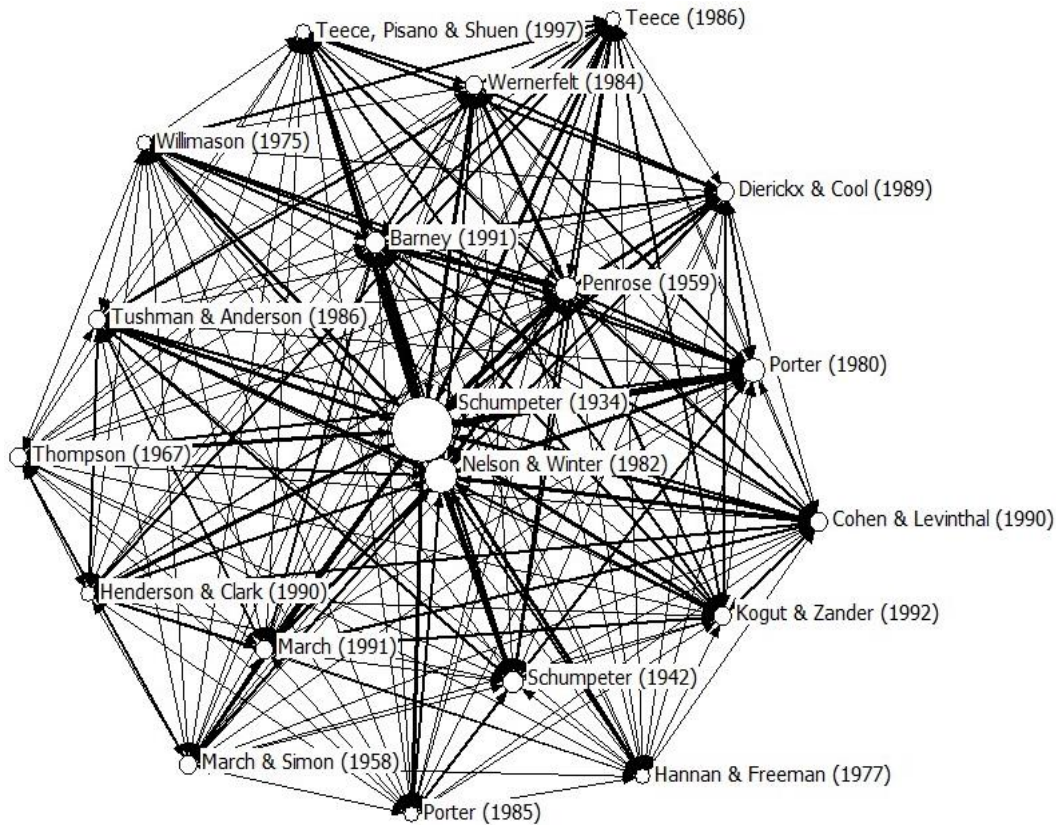 Teece, Pisano & Shuen (1997)
Teece (1986)
Wernerfelt (1984)
Willimason (1975)
Dierickx & Cool (1989)
Barney (1991)
Penrose (1959)
Tushman & Anderson (1986)
Porter (1980)
Schumpeter (1934)
Thompson (1967)
Nelson & Winter (1982)
Cohen & Levinthal (1990)
Henderson & Clark (1990)
Kogut & Zander (1992)
March (1991)
Schumpeter (1942)
March & Simon (1958)
Hannan & Freeman (1977)
Porter (1985)